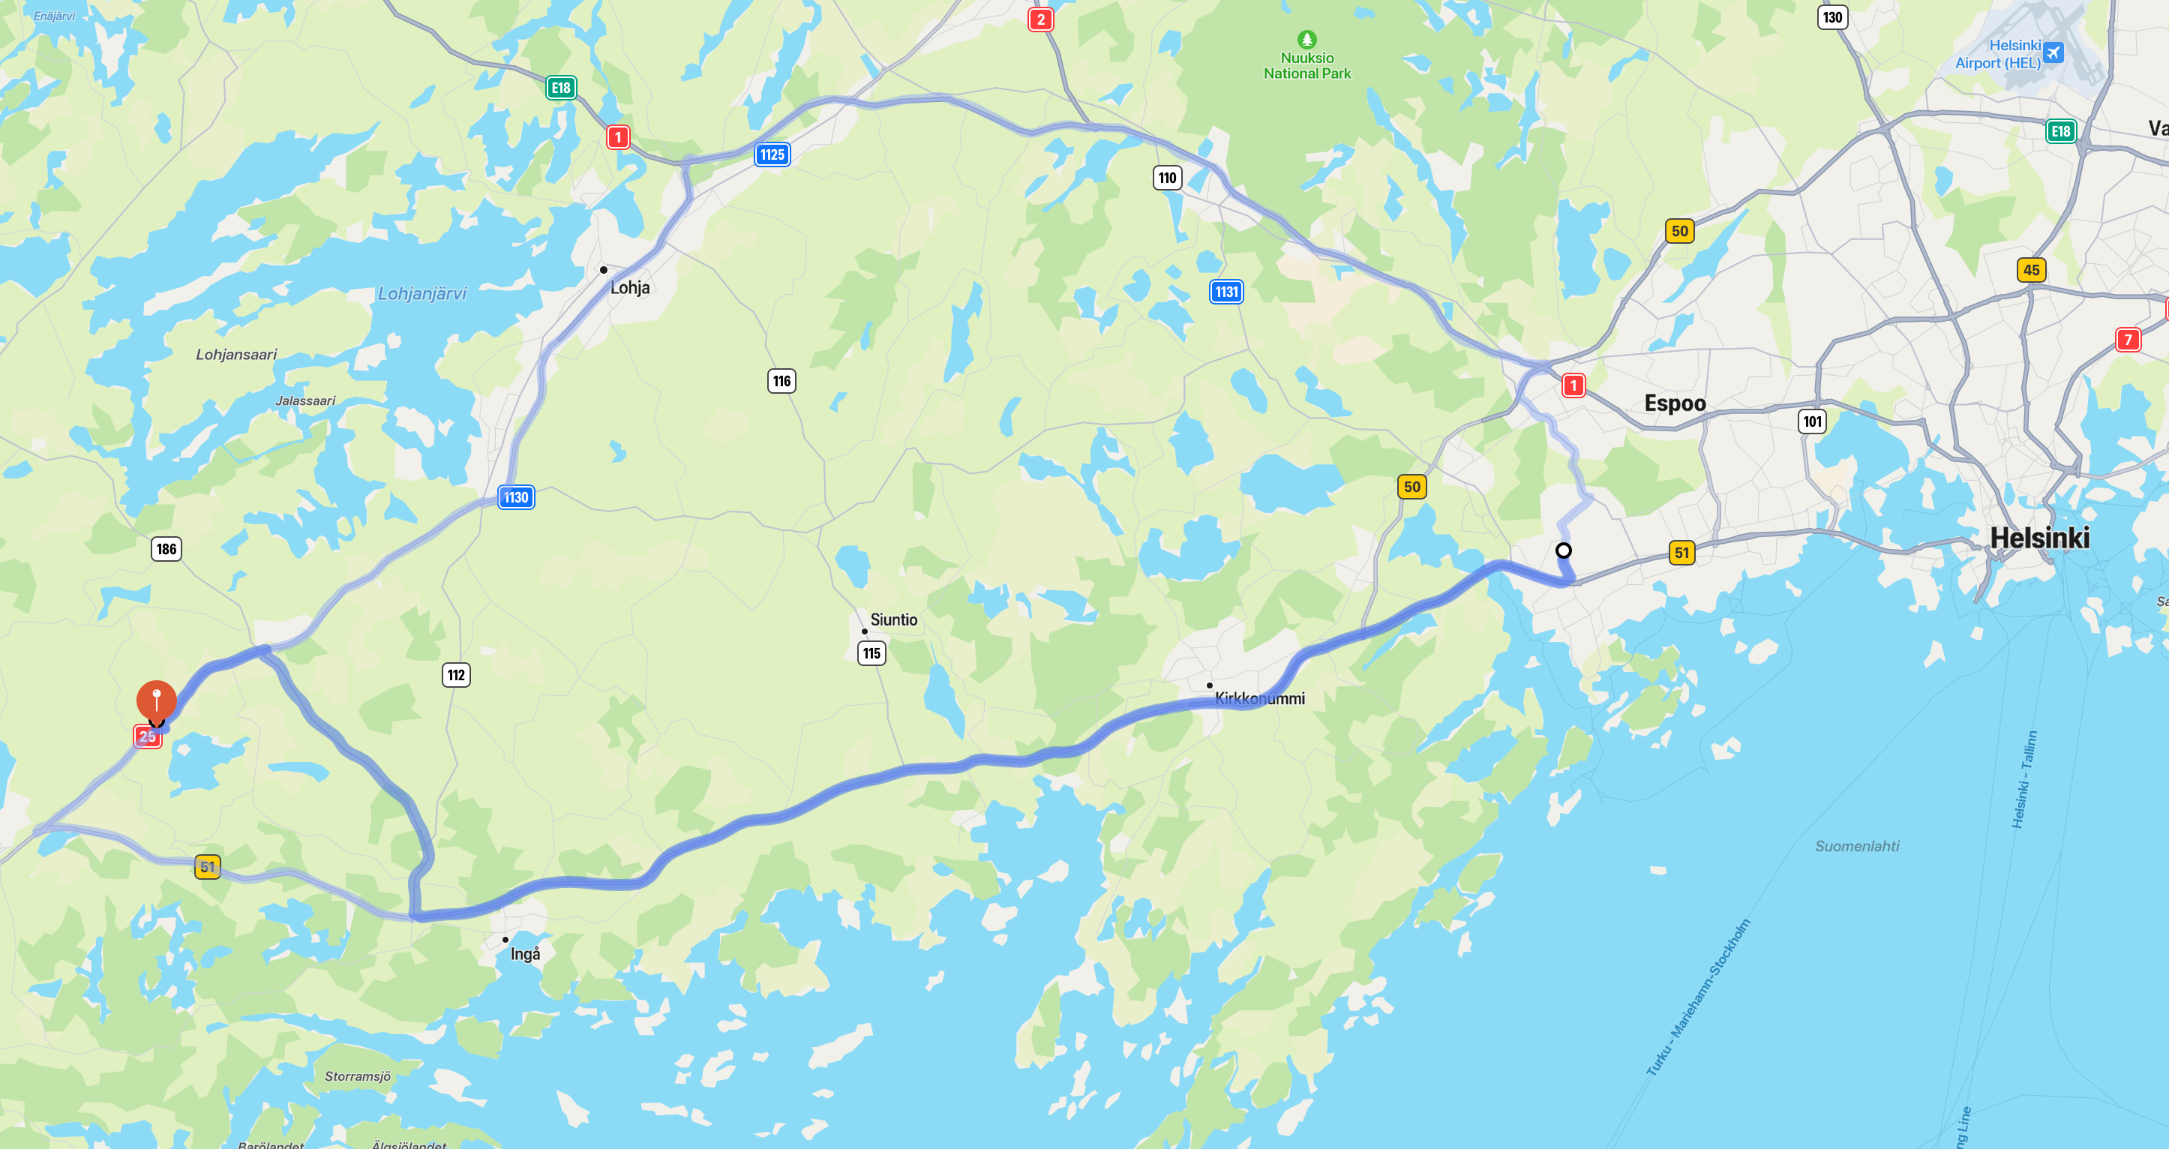 Enäjärvi
2
130
Nuuksio
National Park
Helsinki
Airport (HEL)
E18
1
1125
E18
110
50
45
Lohjanjärvi
Lohja
1131
7
Lohjansaari
116
1
Espoo
Jalassaari
101
1130
50
186
51
Helsinki
Siuntio
115
112
Kirkkonummi
25
Helsinki - Tallinn
51
Suomenlahti
Ingå
Turku - Mariehamn-Stockholm
Storramsjö
Barölandet
Älgsjölandet